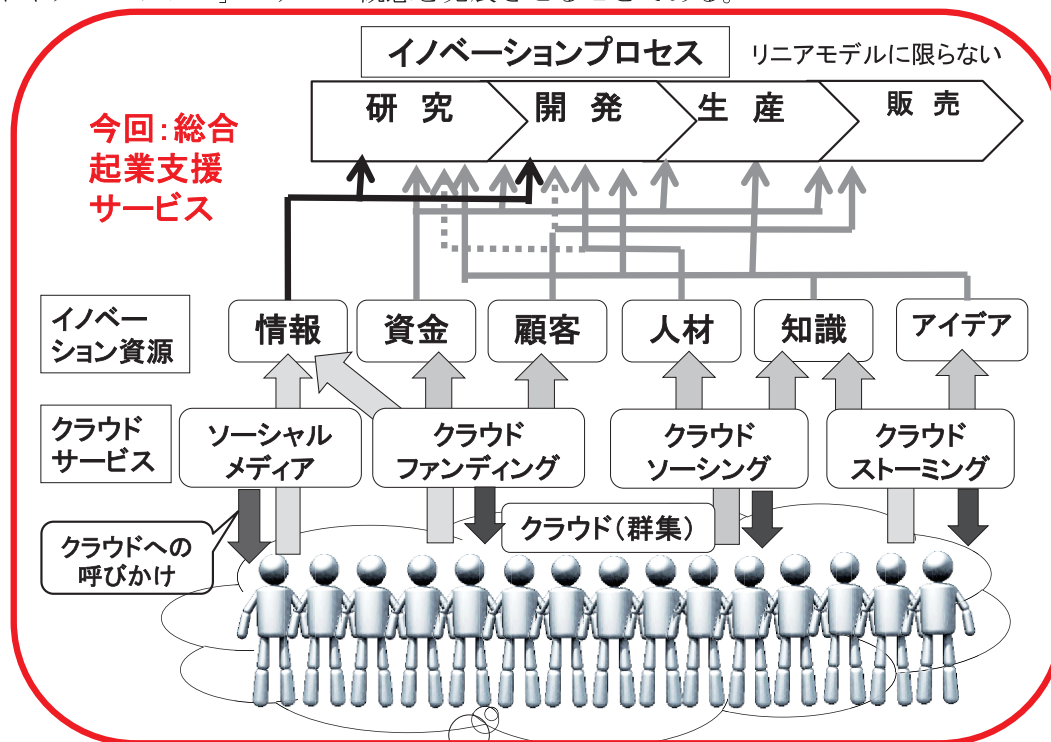 イノベーションプロセス
リニアモデルに限らない
研 究
開 発
生 産
販 売
今回:総合
起業支援
サービス
イノベー
ション資源
情報
資金
顧客
人材
知識
アイデア
クラウド
サービス
ソーシャル
メディア
クラウド
ファンディング
クラウド
ソーシング
クラウド
ストーミング
クラウドへの
呼びかけ
クラウド(群集)